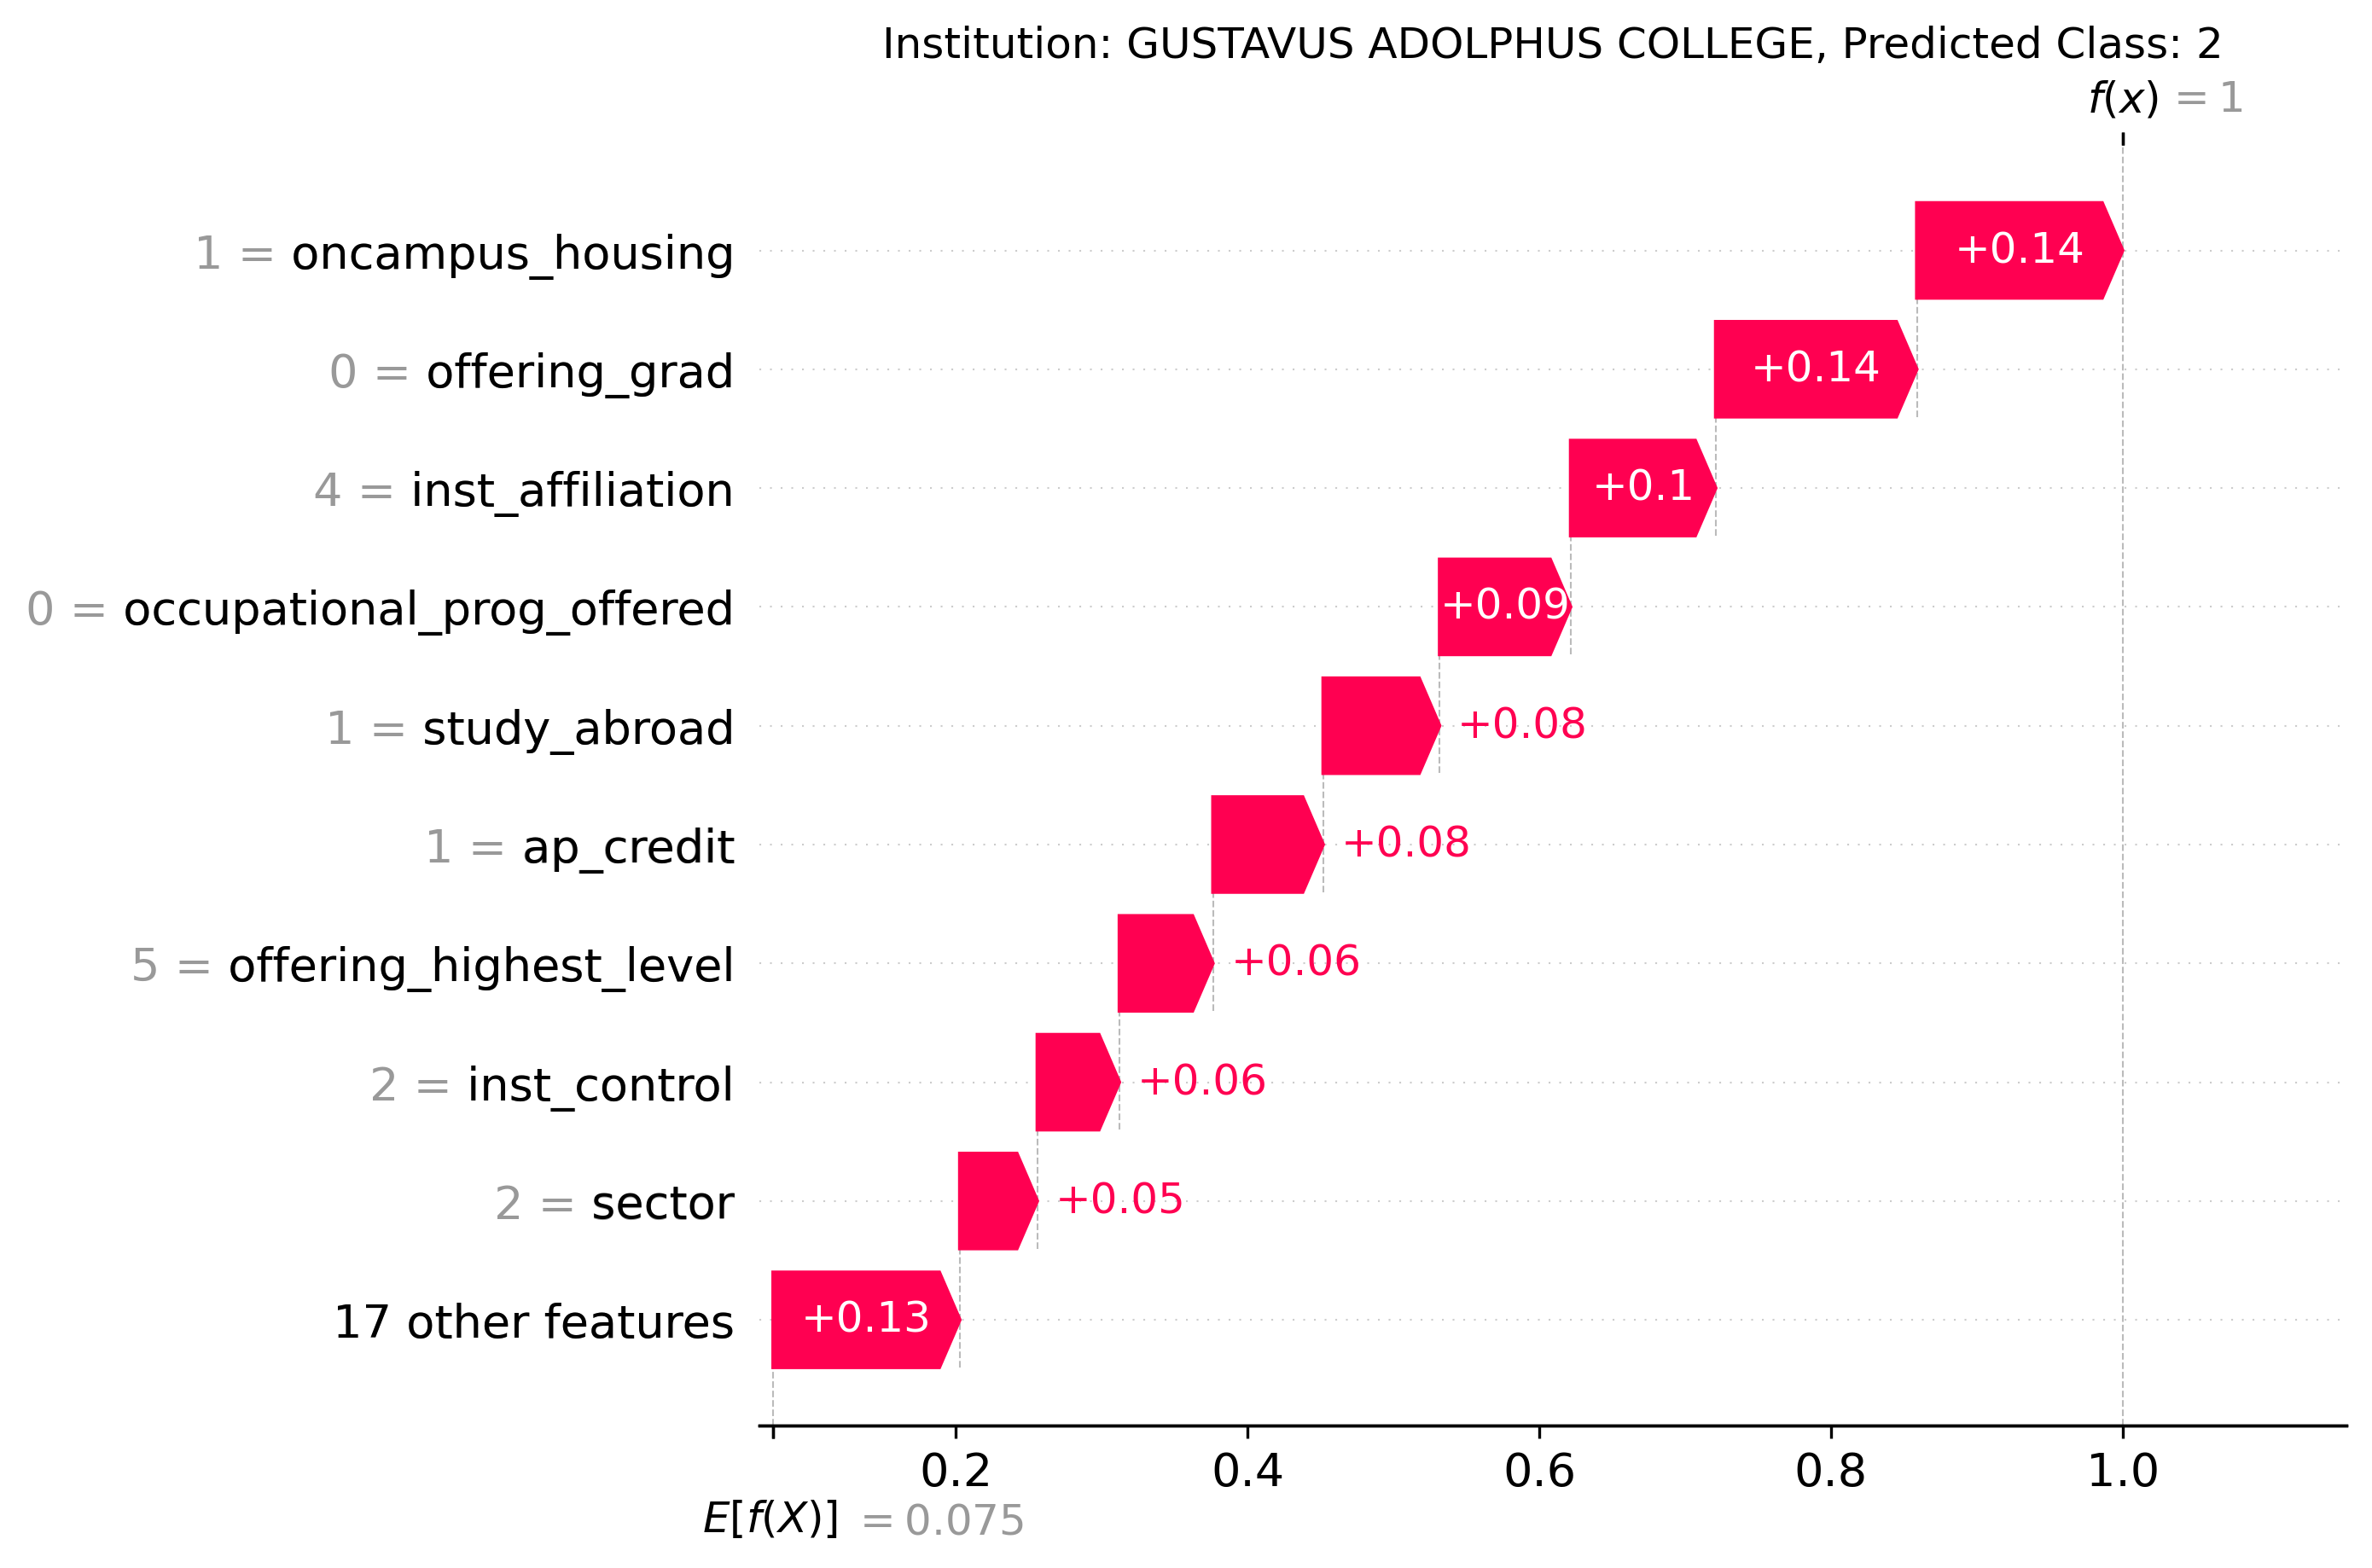 Institution: GUSTAVUS ADOLPHUS COLLEGE, Predicted Class: 2
f(x) = 1
1 = oncampus_housing +0.14
0 = offering_grad +0.14
4 = inst_affiliation +0.1
0 = occupational_prog_offered +0.09
1 = study_abroad +0.08
1 = ap_credit +0.08
5 = offering_highest_level +0.06
2 = inst_control +0.06
2 = sector +0.05
17 other features +0.13
0.2 0.4 0.6 0.8 1.0
E[f(X)] = 0.075